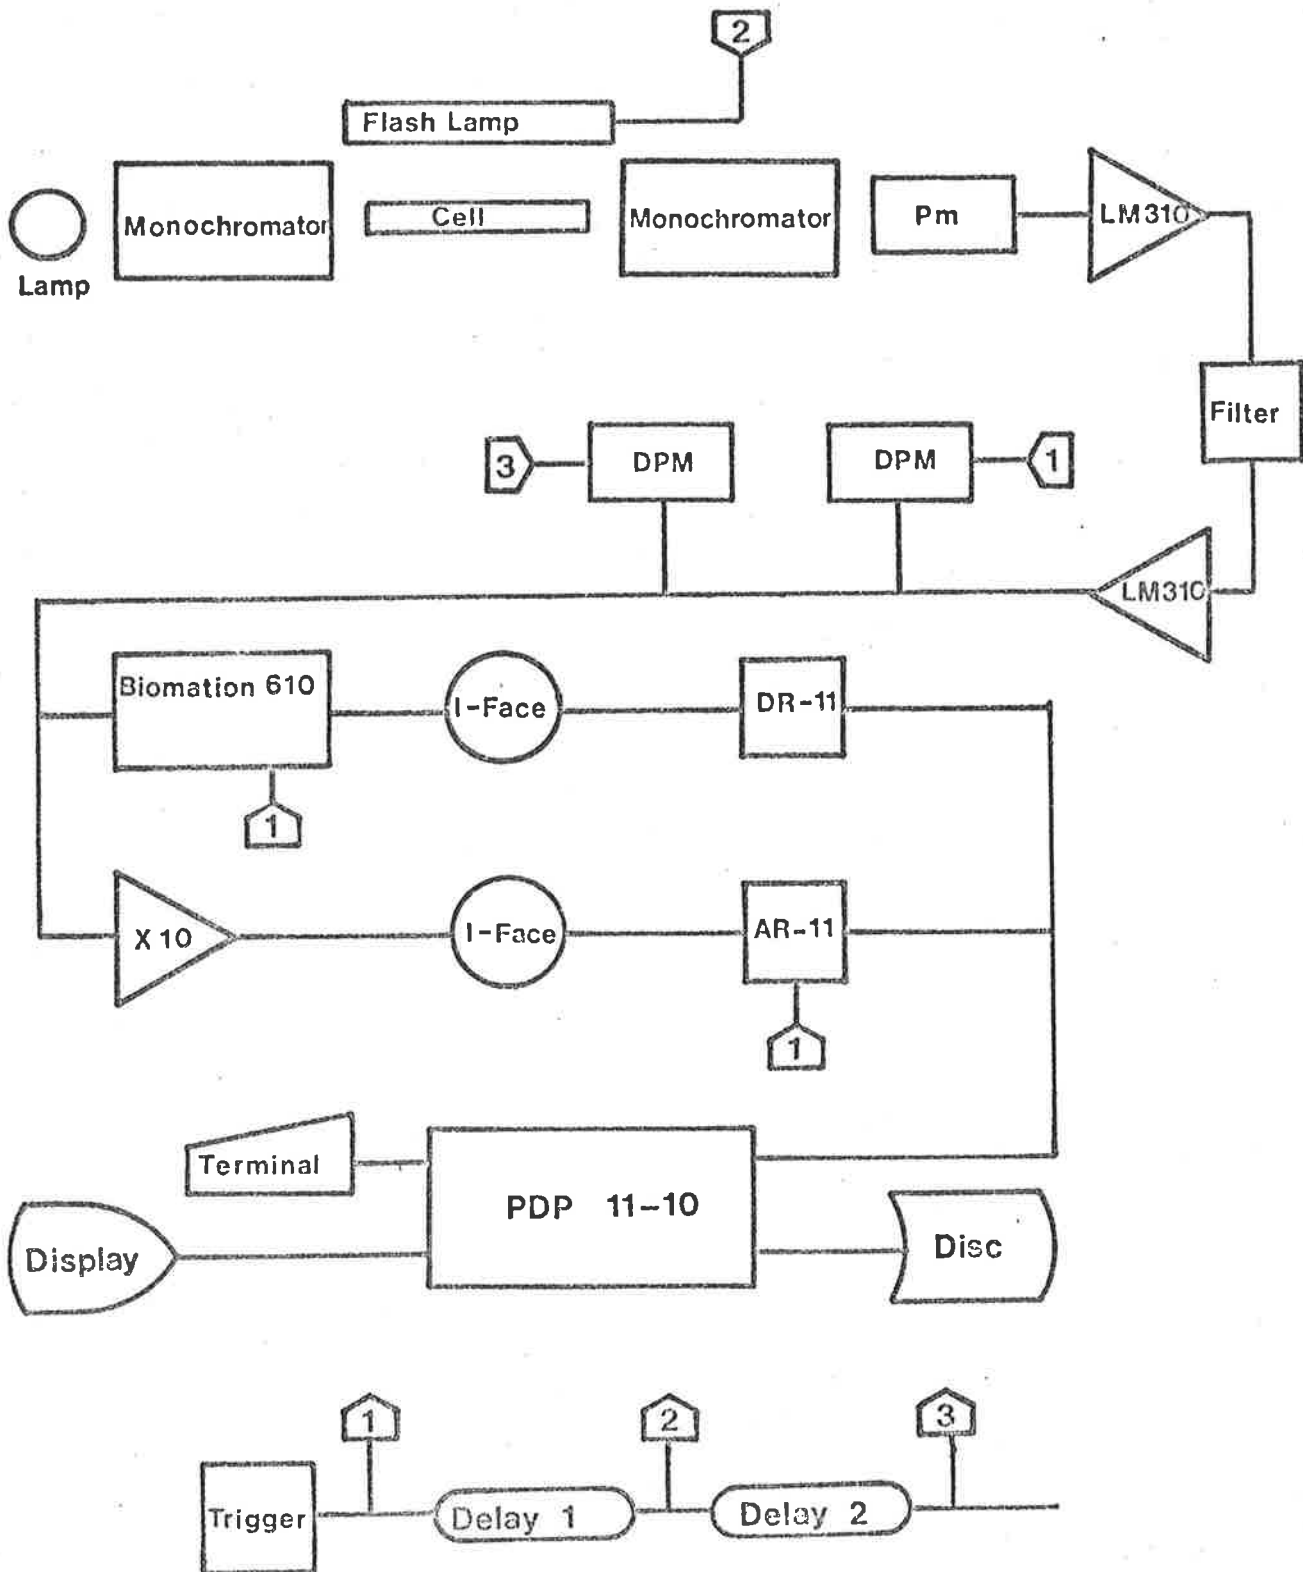 2
Flash Lamp
Monochromator
Cell
Monochromator
Pm
LM310
Lamp
Filter
3
DPM
DPM
1
LM310
Biomation 610
I-Face
DR-11
1
X 10
I-Face
AR-11
1
Terminal
PDP 11-10
Display
Disc
1
2
3
Trigger
Delay 1
Delay 2